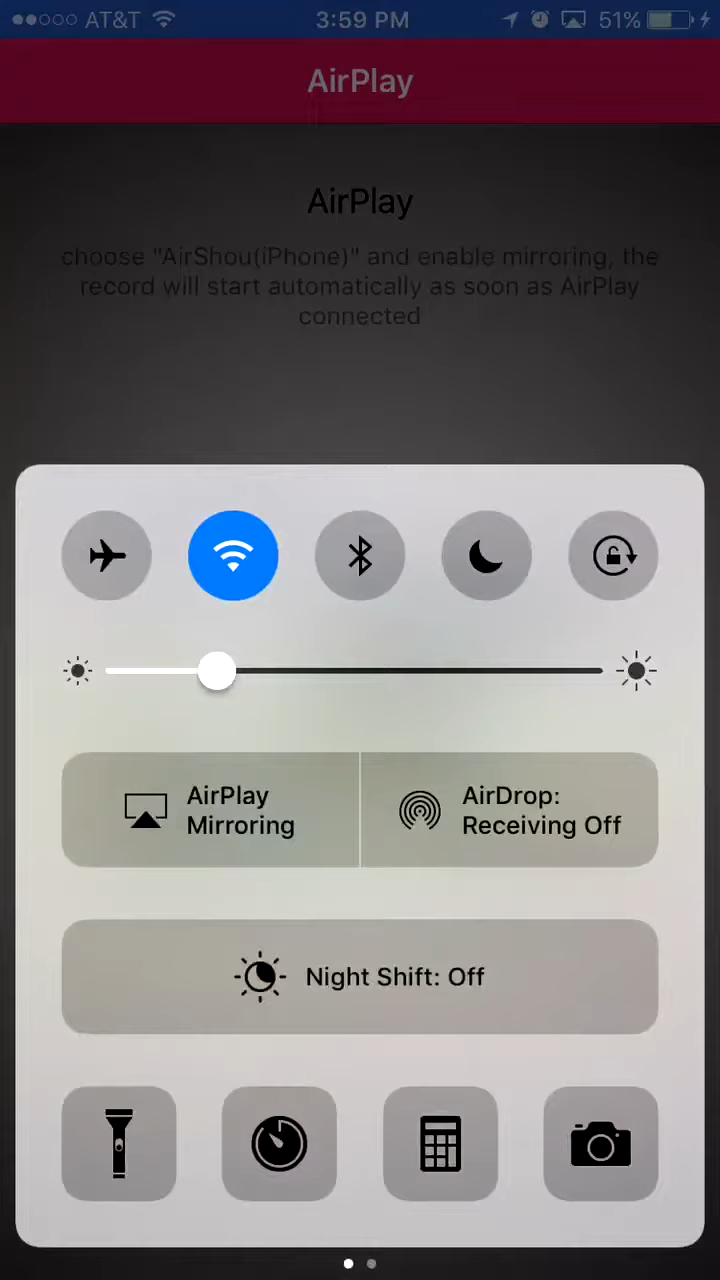 AT&T 3:59 PM 51%
AirPlay
AirPlay
choose "AirShou(iPhone)" and enable mirroring, the
record will start automatically as soon as AirPlay
connected
AirPlay
Mirroring
AirDrop:
Receiving Off
Night Shift: Off